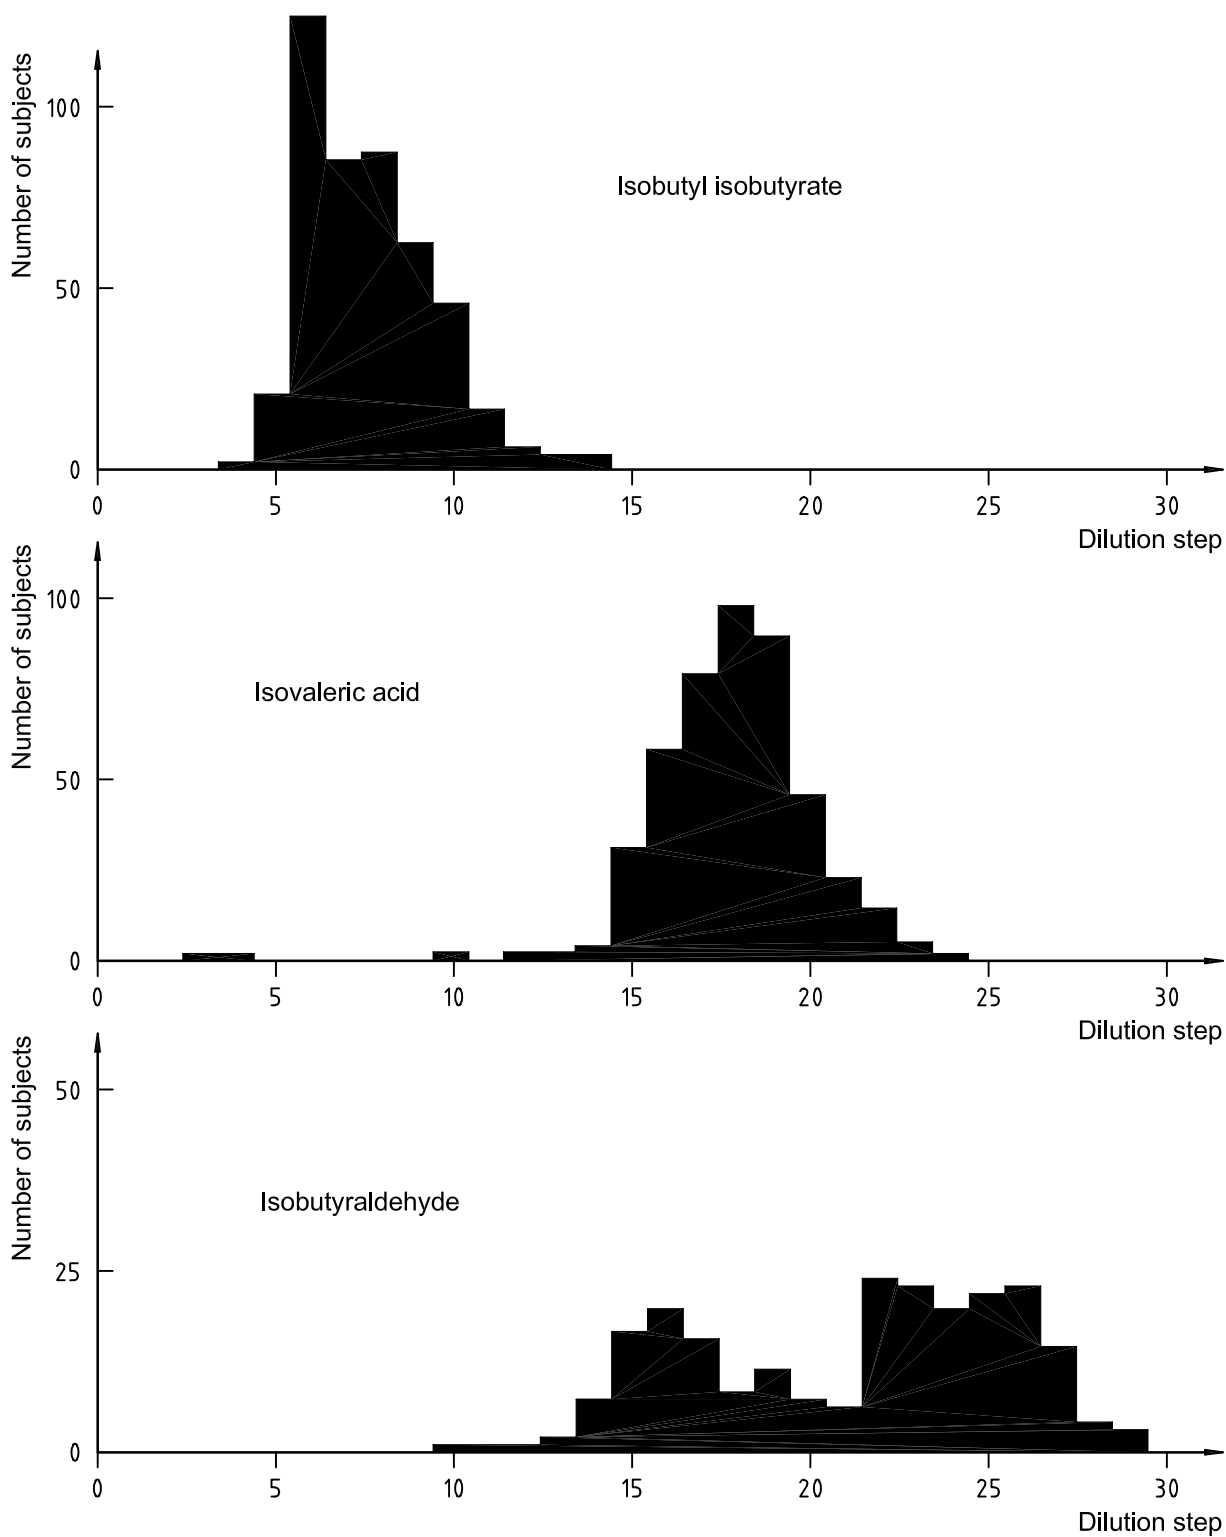 Number of subjects
100
50
0
Isobutyl isobutyrate
0 5 10 15 20 25 30
Dilution step
Number of subjects
100
50
0
Isovaleric acid
0 5 10 15 20 25 30
Dilution step
Number of subjects
50
25
0
Isobutyraldehyde
0 5 10 15 20 25 30
Dilution step